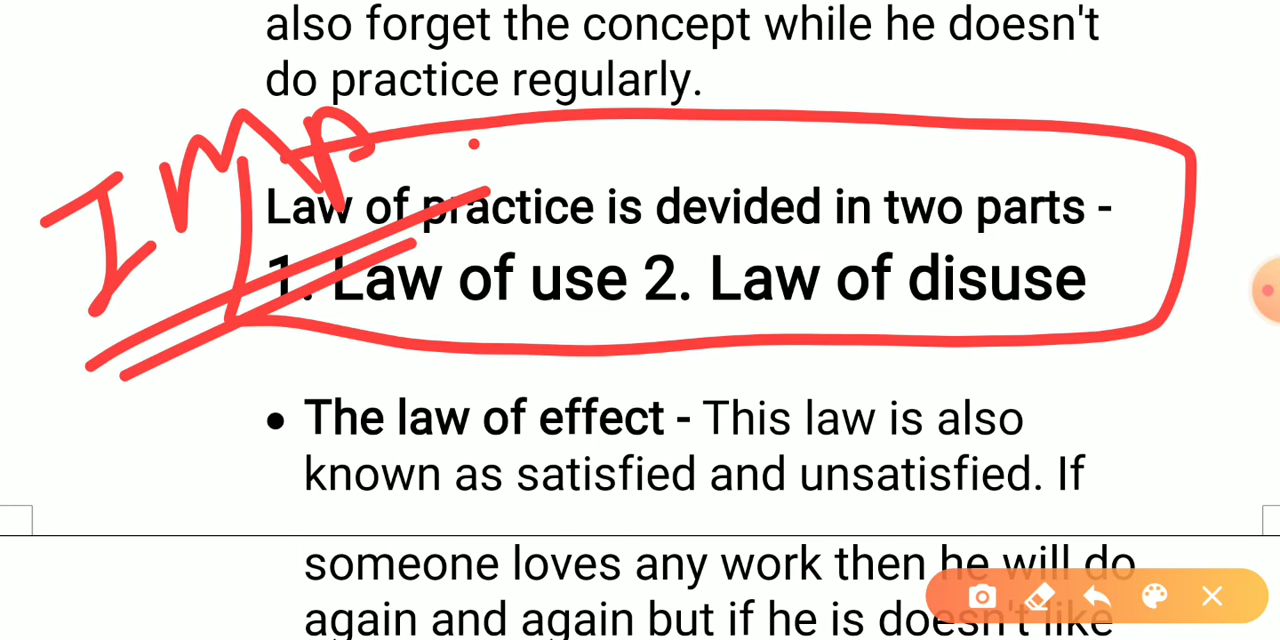 also forget the concept while he doesn't
do practice regularly.
Imp
Law of practice is devided in two parts -
1. Law of use 2. Law of disuse
• The law of effect - This law is also
known as satisfied and unsatisfied. If
someone loves any work then he will do
again and again but if he is doesn't like